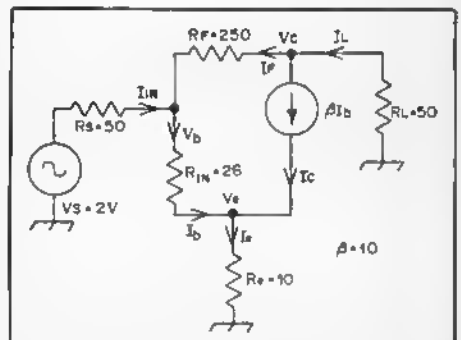 RF=250
Vc
IL
IF
IIN
RS=50
βIb
RL=50
Vb
RIN=26
VS=2V
Ve
IC
Ib
Ie
β=10
Re=10